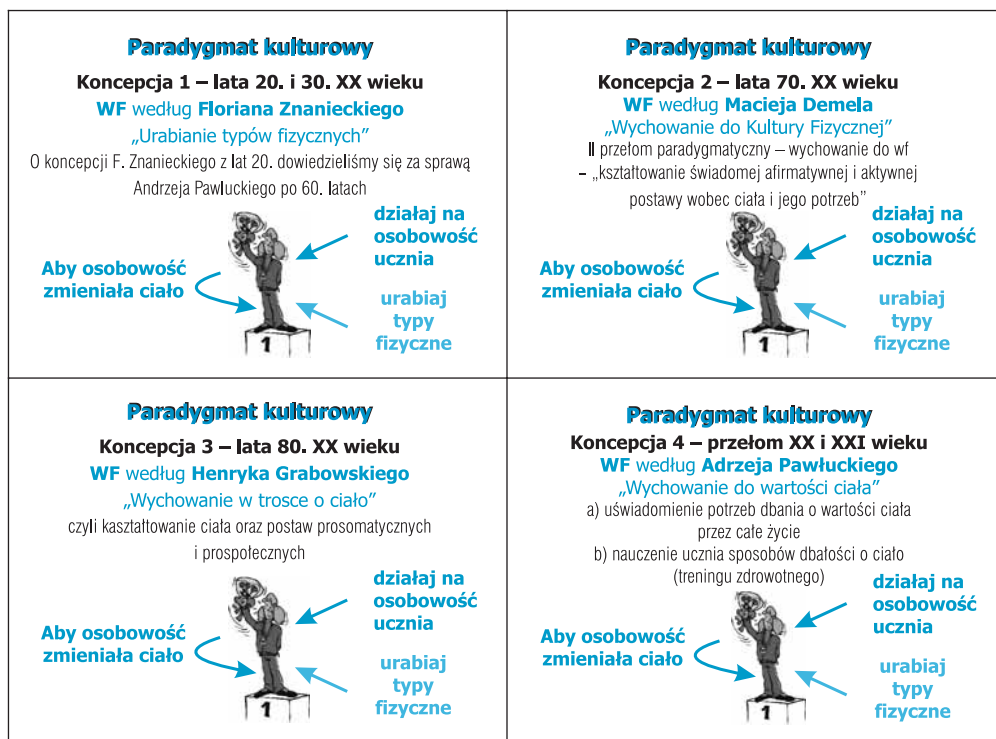 Paradygmat kulturowy
Koncepcja 1 – lata 20. i 30. XX wieku
WF według Floriana Znanieckiego
„Urabianie typów fizycznych”
O koncepcji F. Znanieckiego z lat 20. dowiedzieliśmy się za sprawą
Andrzeja Pawluckiego po 60. latach
działaj na
osobowość
ucznia
Aby osobowość
zmieniała ciało
urabiaj
typy
fizyczne
1
Paradygmat kulturowy
Koncepcja 2 – lata 70. XX wieku
WF według Macieja Demela
„Wychowanie do Kultury Fizycznej”
II przełom paradygmatyczny – wychowanie do wf
– „kształtowanie świadomej afirmatywnej i aktywnej
postawy wobec ciała i jego potrzeb”
działaj na
osobowość
ucznia
Aby osobowość
zmieniała ciało
urabiaj
typy
fizyczne
1
Paradygmat kulturowy
Koncepcja 3 – lata 80. XX wieku
WF według Henryka Grabowskiego
„Wychowanie w trosce o ciało”
czyli kaształtowanie ciała oraz postaw prosomatycznych
i prospołecznych
działaj na
osobowość
ucznia
Aby osobowość
zmieniała ciało
urabiaj
typy
fizyczne
1
Paradygmat kulturowy
Koncepcja 4 – przełom XX i XXI wieku
WF według Adrzeja Pawłuckiego
„Wychowanie do wartości ciała”
a) uświadomienie potrzeb dbania o wartości ciała
przez całe życie
b) nauczenie ucznia sposobów dbałości o ciało
(treningu zdrowotnego)
działaj na
osobowość
ucznia
Aby osobowość
zmieniała ciało
urabiaj
typy
fizyczne
1